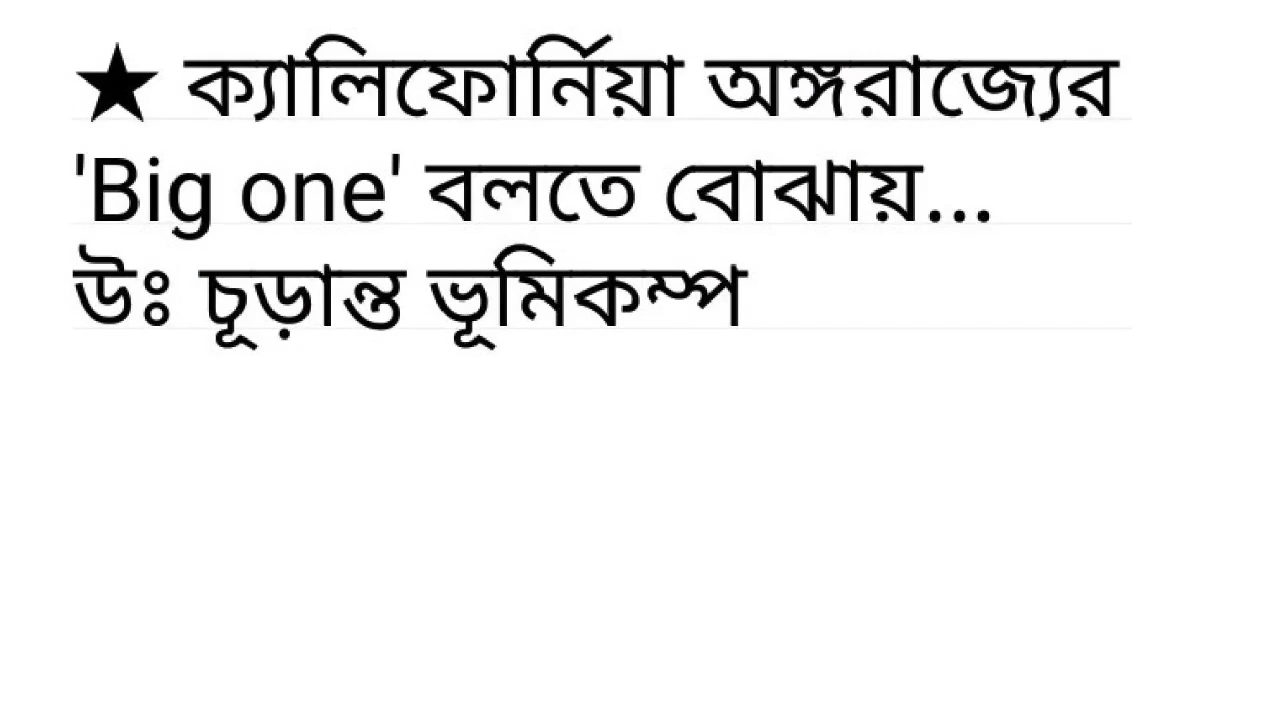 ★ ক্যালিফোর্নিয়া অঙ্গরাজ্যের
'Big one' বলতে বোঝায়...
উঃ চূড়ান্ত ভূমিকম্প